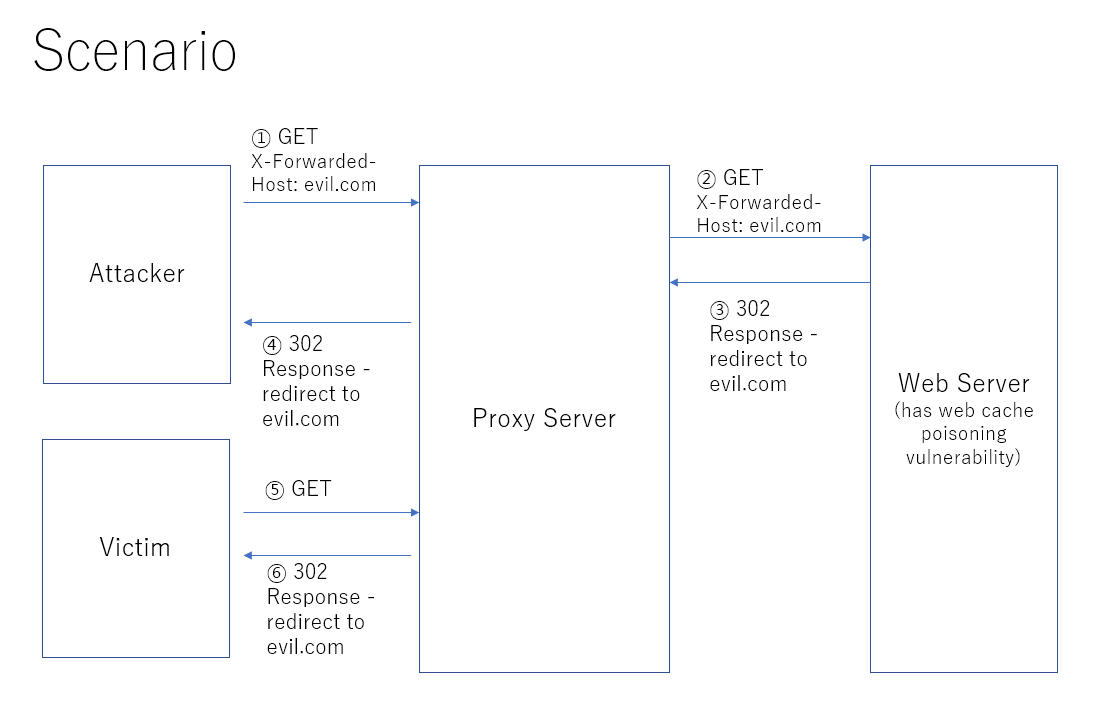 Scenario
① GET
X-Forwarded-
Host: evil.com
② GET
X-Forwarded-
Host: evil.com
Attacker
③ 302
Response -
redirect to
evil.com
④ 302
Response -
redirect to
evil.com
Proxy Server
Web Server
(has web cache
poisoning
vulnerability)
⑤ GET
Victim
⑥ 302
Response -
redirect to
evil.com